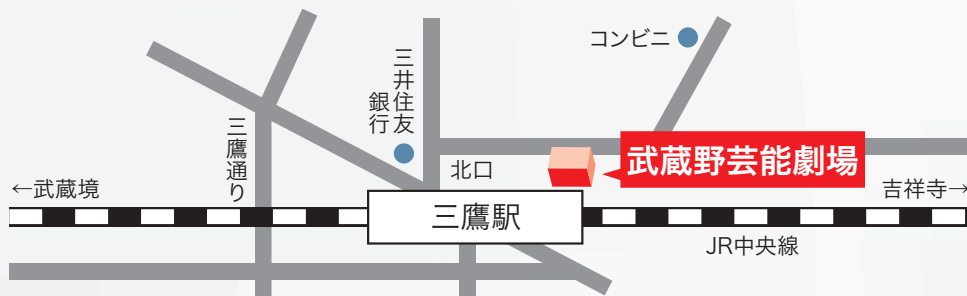 コンビニ
三井住友
銀行
三鷹通り
北口
武蔵野芸能劇場
←武蔵境
吉祥寺→
三鷹駅
JR中央線